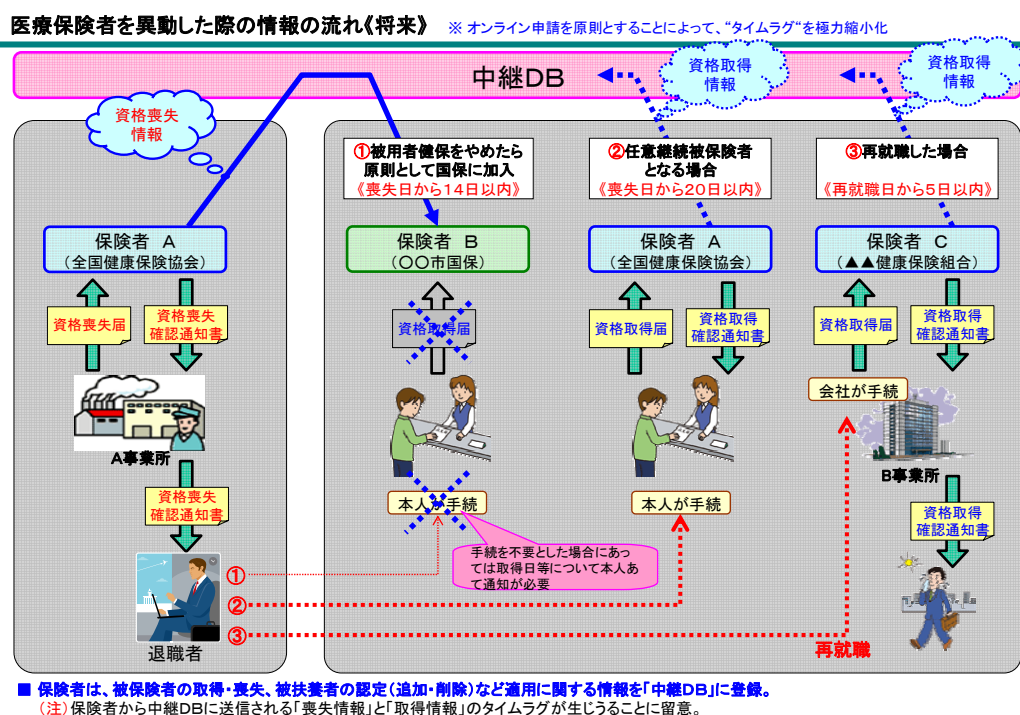 医療保険者を異動した際の情報の流れ《将来》 ※ オンライン申請を原則とすることによって、“タイムラグ“を極力縮小化
中継ＤＢ
資格喪失
情報
資格取得
情報
資格取得
情報
①被用者健保をやめたら
原則として国保に加入
《喪失日から１４日以内》
②任意継続被保険者
となる場合
《喪失日から２０日以内》
③再就職した場合
《再就職日から５日以内》
保険者 Ａ
（全国健康保険協会）
保険者 Ｂ
（〇〇市国保）
保険者 Ａ
（全国健康保険協会）
保険者 Ｃ
（▲▲健康保険組合）
資格喪失届
資格喪失
確認通知書
資格取得届
資格取得届
資格取得
確認通知書
資格取得届
資格取得
確認通知書
会社が手続
A事業所
B事業所
資格喪失
確認通知書
本人が手続
本人が手続
資格取得
確認通知書
手続を不要とした場合にあっ
ては取得日等について本人あ
て通知が必要
①
②
③
退職者
再就職
■ 保険者は、被保険者の取得・喪失、被扶養者の認定（追加・削除）など適用に関する情報を「中継ＤＢ」に登録。
（注）保険者から中継DBに送信される「喪失情報」と「取得情報」のタイムラグが生じうることに留意。